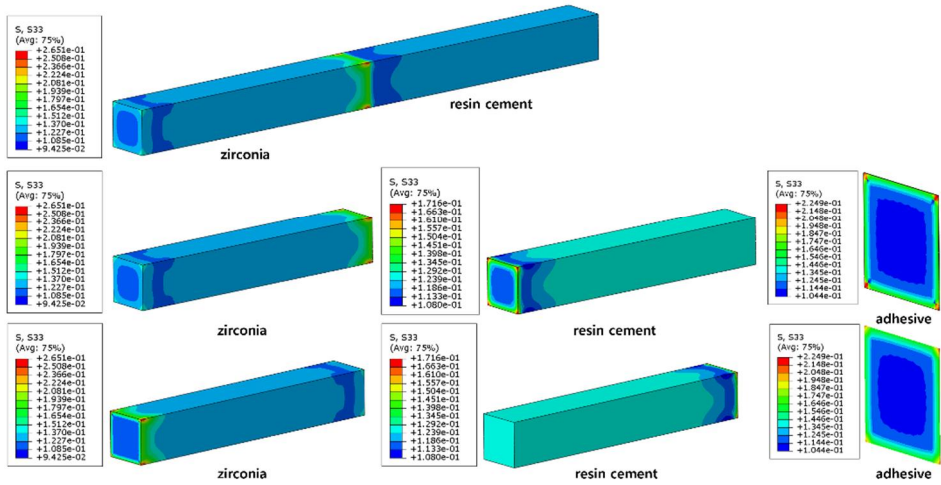 S, S33
(Avg: 75%)
+2.651e-01
+2.508e-01
+2.366e-01
+2.224e-01
+2.081e-01
+1.939e-01
+1.797e-01
+1.654e-01
+1.512e-01
+1.370e-01
+1.227e-01
+1.085e-01
+9.425e-02
resin cement
zirconia
S, S33
(Avg: 75%)
+2.651e-01
+2.508e-01
+2.366e-01
+2.224e-01
+2.081e-01
+1.939e-01
+1.797e-01
+1.654e-01
+1.512e-01
+1.370e-01
+1.227e-01
+1.085e-01
+9.425e-02
zirconia
S, S33
(Avg: 75%)
+1.716e-01
+1.663e-01
+1.610e-01
+1.557e-01
+1.504e-01
+1.451e-01
+1.398e-01
+1.345e-01
+1.292e-01
+1.239e-01
+1.186e-01
+1.133e-01
+1.080e-01
resin cement
S, S33
(Avg: 75%)
+2.249e-01
+2.148e-01
+2.048e-01
+1.948e-01
+1.847e-01
+1.747e-01
+1.646e-01
+1.546e-01
+1.446e-01
+1.345e-01
+1.245e-01
+1.144e-01
+1.044e-01
adhesive
S, S33
(Avg: 75%)
+2.651e-01
+2.508e-01
+2.366e-01
+2.224e-01
+2.081e-01
+1.939e-01
+1.797e-01
+1.654e-01
+1.512e-01
+1.370e-01
+1.227e-01
+1.085e-01
+9.425e-02
zirconia
S, S33
(Avg: 75%)
+1.716e-01
+1.663e-01
+1.610e-01
+1.557e-01
+1.504e-01
+1.451e-01
+1.398e-01
+1.345e-01
+1.292e-01
+1.239e-01
+1.186e-01
+1.133e-01
+1.080e-01
resin cement
S, S33
(Avg: 75%)
+2.249e-01
+2.148e-01
+2.048e-01
+1.948e-01
+1.847e-01
+1.747e-01
+1.646e-01
+1.546e-01
+1.446e-01
+1.345e-01
+1.245e-01
+1.144e-01
+1.044e-01
adhesive